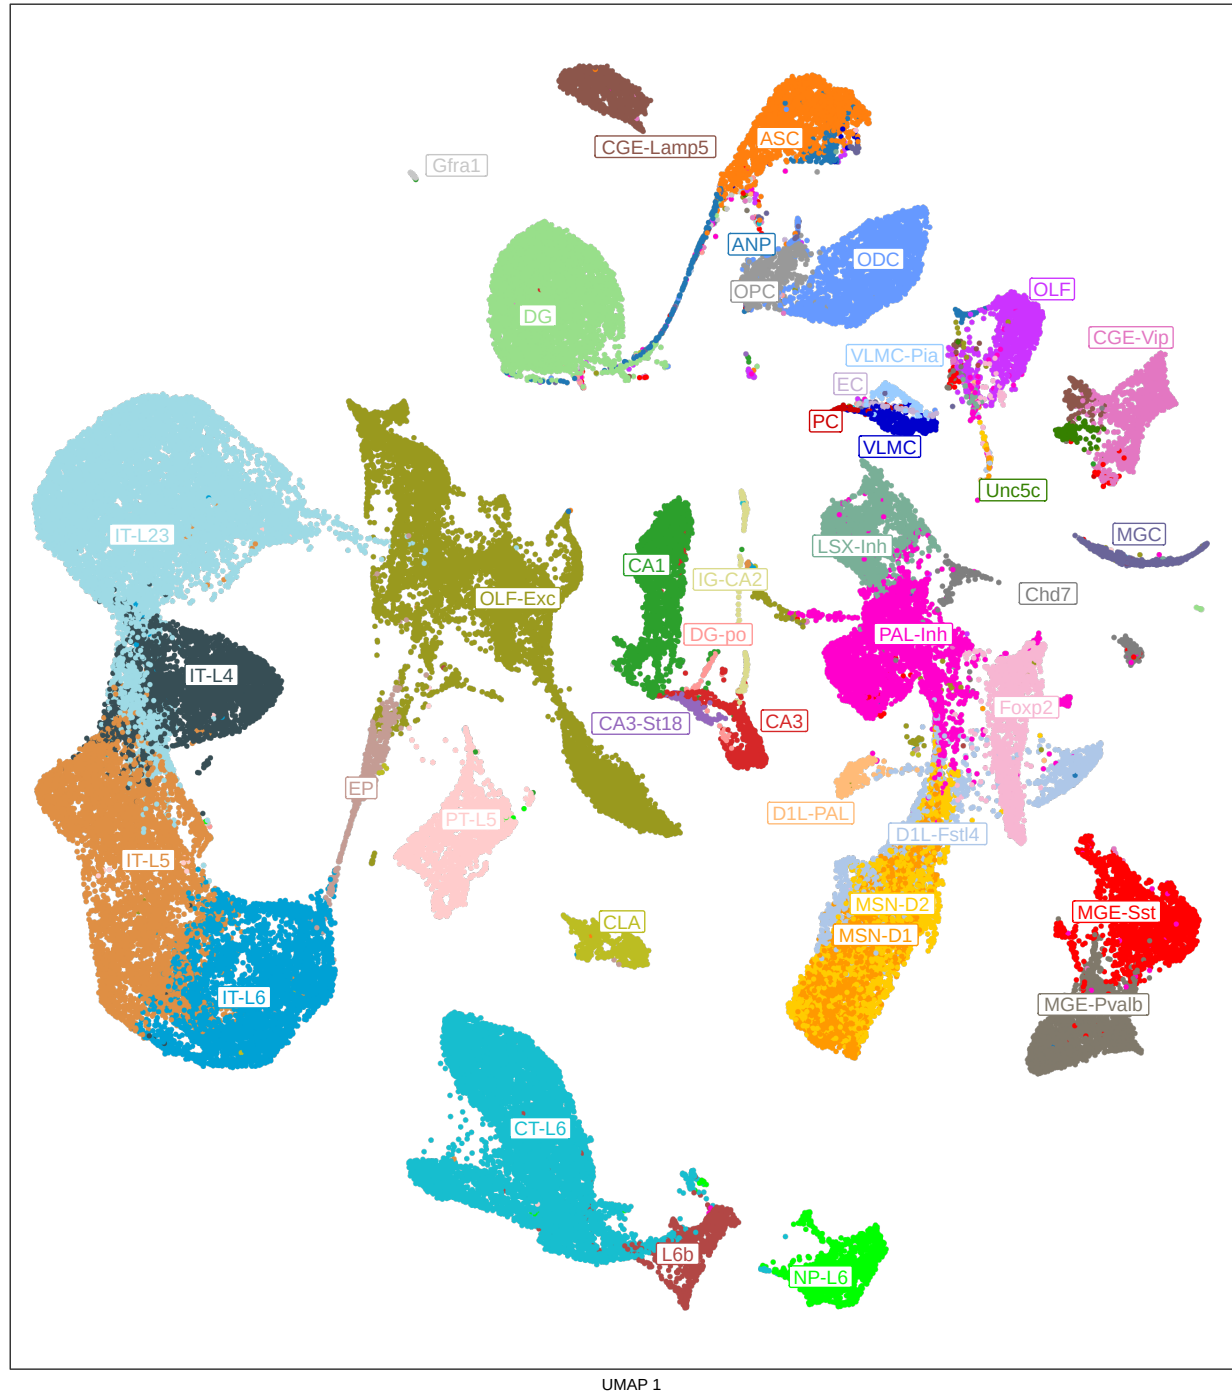 CGE-Lamp5
ASC
Gfra1
ANP
ODC
OPC
OLF
DG
CGE-Vip
VLMC-Pia
EC
PC
VLMC
Unc5c
IT-L23
MGC
LSX-Inh
CA1
IG-CA2
Chd7
OLF-Exc
DG-po
PAL-Inh
IT-L4
Foxp2
CA3-St18
CA3
EP
D1L-PAL
PT-L5
D1L-Fstl4
IT-L5
MSN-D2
MGE-Sst
CLA
MSN-D1
IT-L6
MGE-Pvalb
CT-L6
L6b
NP-L6
UMAP 1